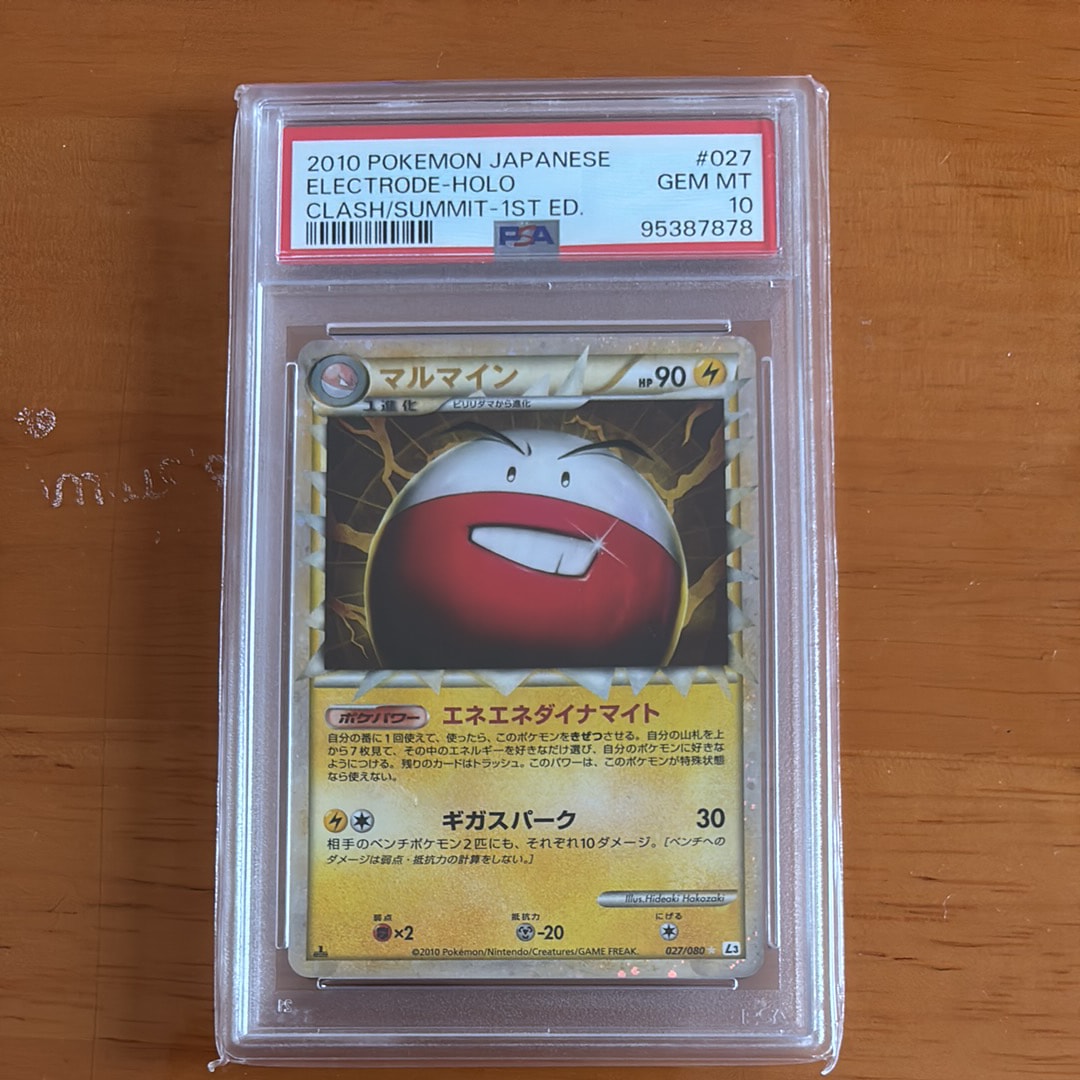 2010 POKEMON JAPANESE #027
ELECTRODE-HOLO GEM MT
CLASH/SUMMIT-1ST ED. 10
PSA 95387878
マルマイン HP90
1進化 ビリリダマから進化
ポケパワー エネエネダイナマイト
自分の番に1回使えて、使ったら、このポケモンをきぜつさせる。自分の山札を上
から7枚見て、その中のエネルギーを好きなだけ選び、自分のポケモンに好きな
ようにつける。残りのカードはトラッシュ。このパワーは、このポケモンが特殊状態
なら使えない。
ギガスパーク 30
相手のベンチポケモン2匹にも、それぞれ10ダメージ。[ベンチへの
ダメージは弱点・抵抗力の計算をしない。]
Illus. Hideaki Hakozaki
弱点 抵抗力 にげる
×2 -20
©2010 Pokémon/Nintendo/Creatures/GAME FREAK. 027/080 L3